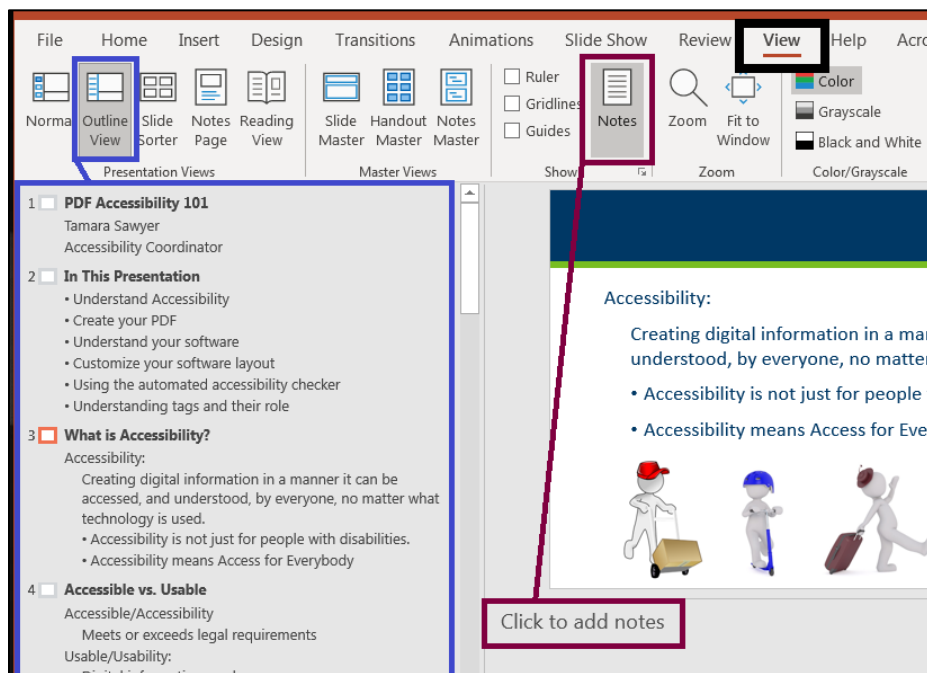 File Home Insert Design Transitions Animations Slide Show Review View Help
Outline View
Slide Sorter
Notes Page
Reading View
Slide Master
Handout Master
Notes Master
Ruler
Gridlines
Guides
Notes
Zoom
Fit to Window
Color
Grayscale
Black and White
Presentation Views
Master Views
Show
Zoom
Color/Grayscale
1 PDF Accessibility 101
Tamara Sawyer
Accessibility Coordinator
2 In This Presentation
• Understand Accessibility
• Create your PDF
• Understand your software
• Customize your software layout
• Using the automated accessibility checker
• Understanding tags and their role
3 What is Accessibility?
Accessibility:
Creating digital information in a manner it can be
accessed, and understood, by everyone, no matter what
technology is used.
• Accessibility is not just for people with disabilities.
• Accessibility means Access for Everybody
4 Accessible vs. Usable
Accessible/Accessibility
Meets or exceeds legal requirements
Usable/Usability:
Accessibility:
Creating digital information in a
understood, by everyone, no matter
• Accessibility is not just for people
• Accessibility means Access for
Click to add notes